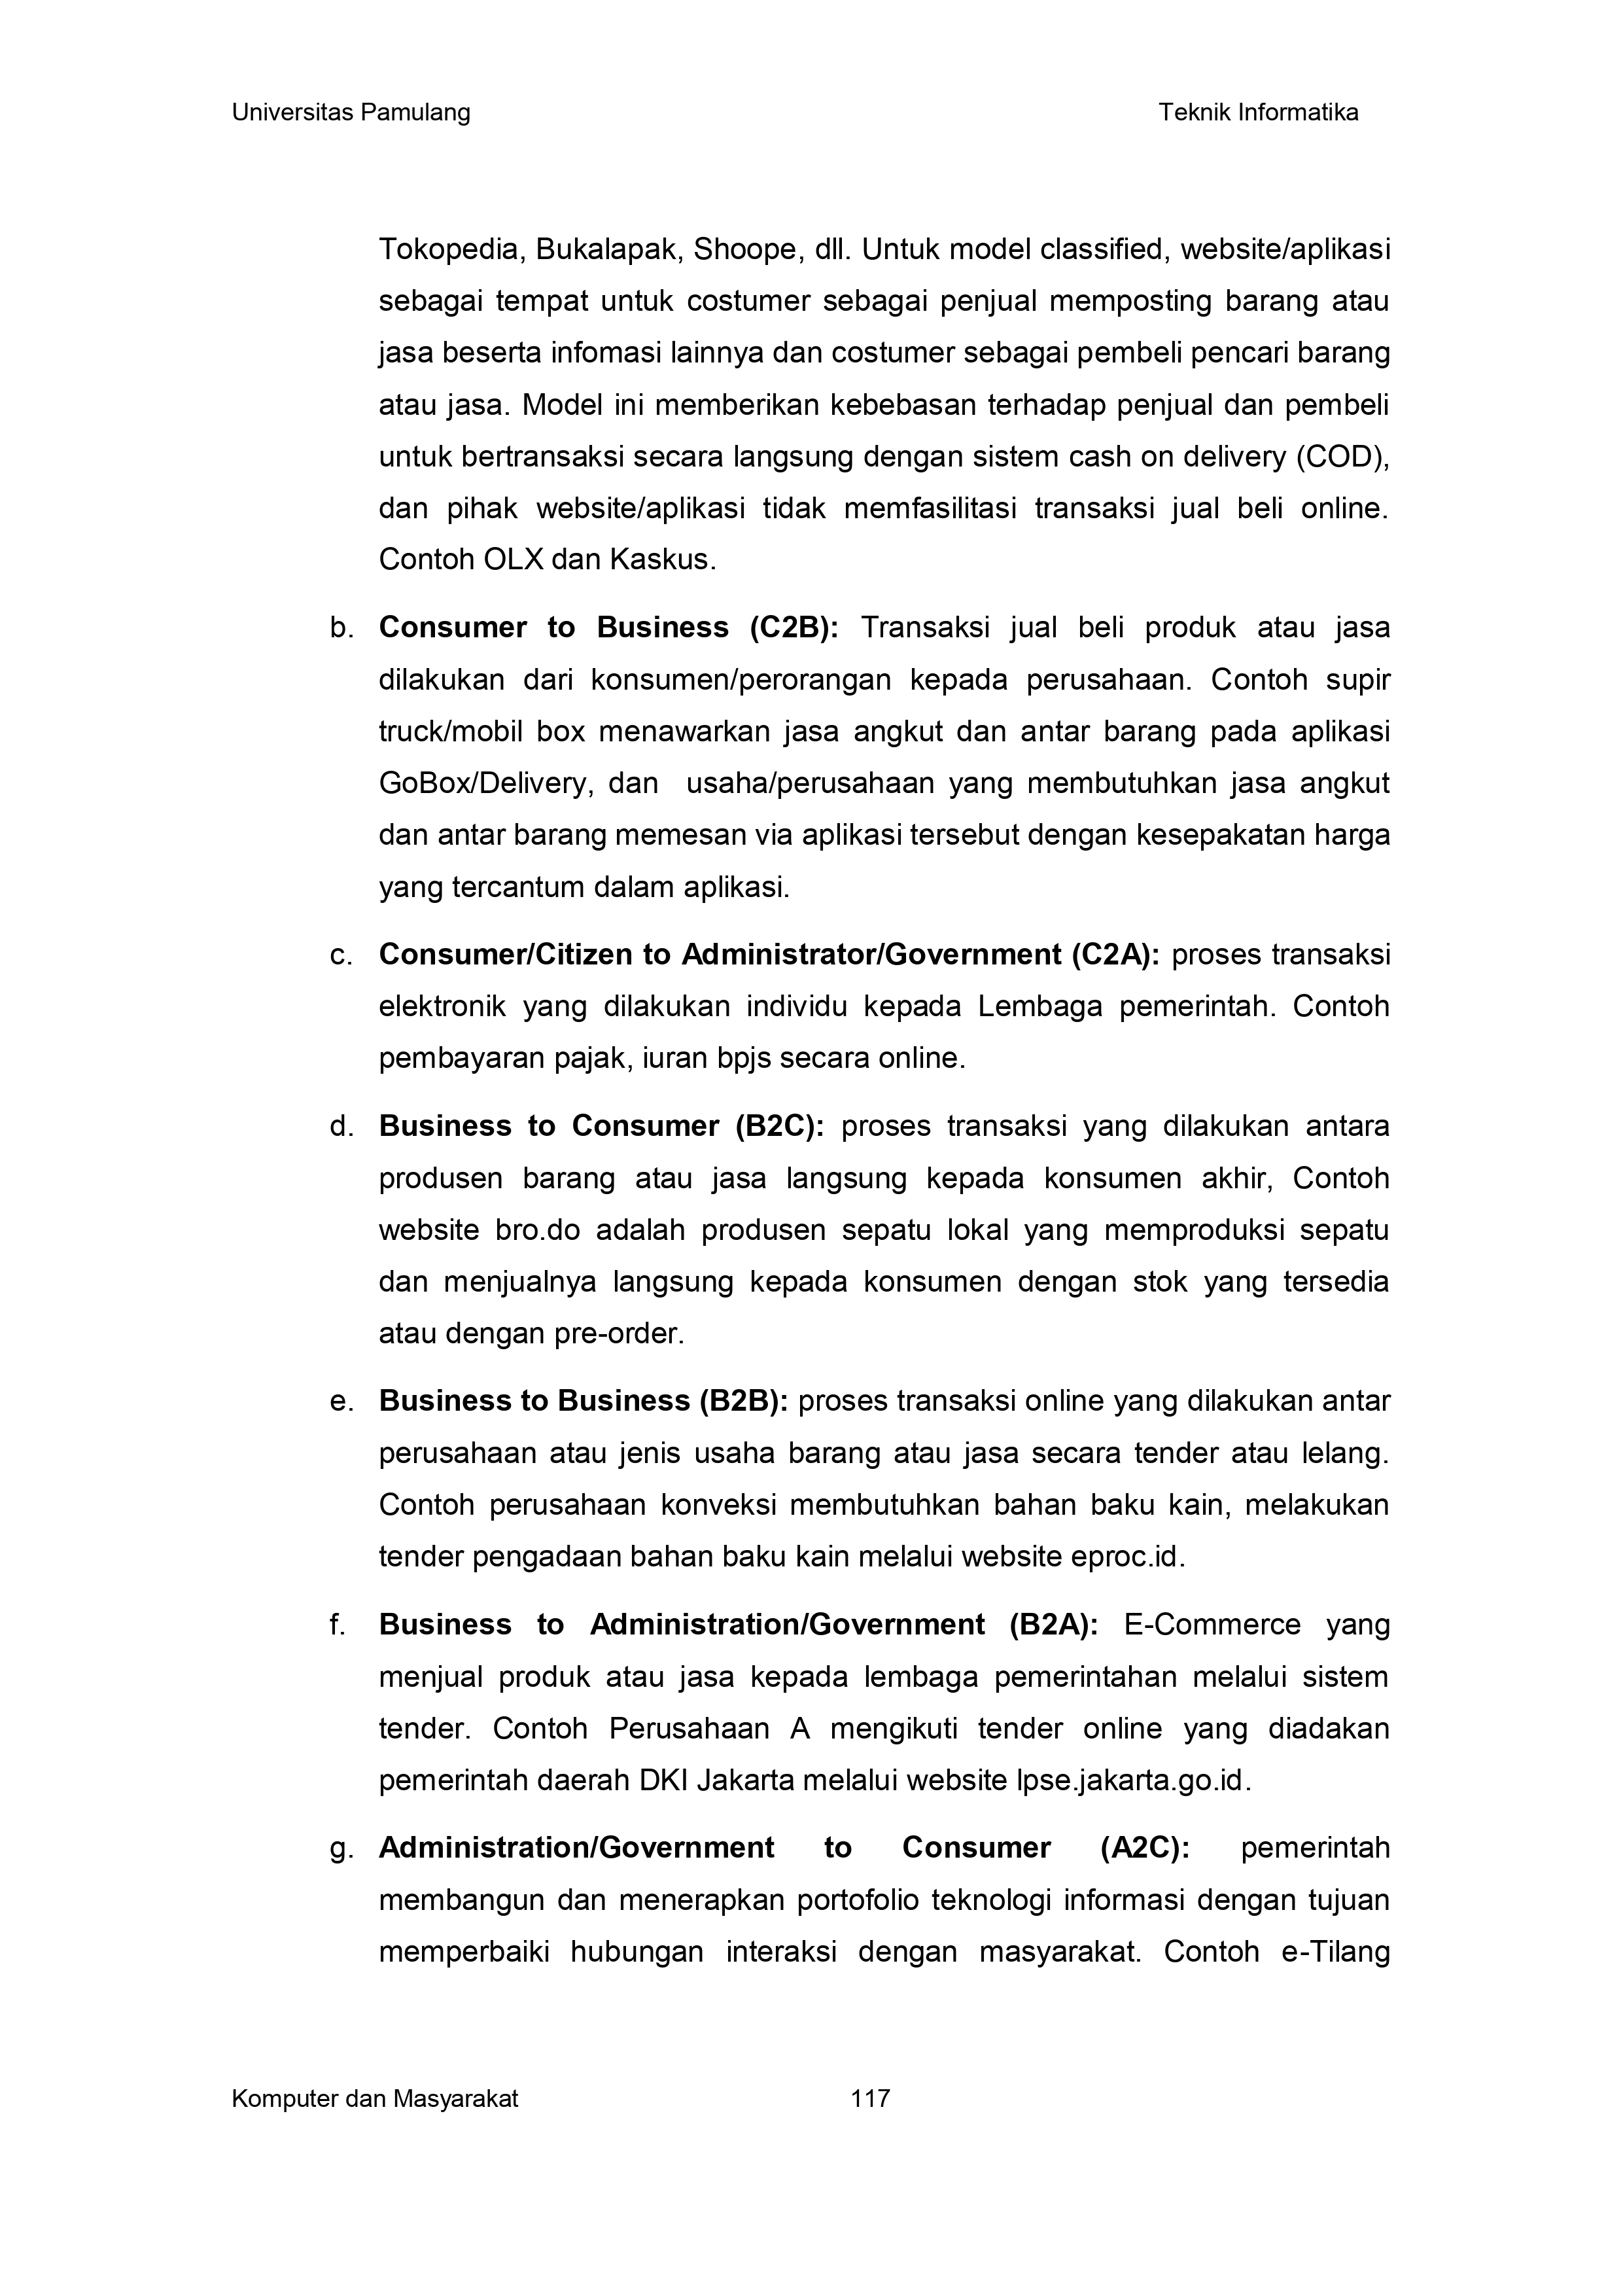 Universitas Pamulang Teknik Informatika
Tokopedia, Bukalapak, Shoope, dll. Untuk model classified, website/aplikasi
sebagai tempat untuk costumer sebagai penjual memposting barang atau
jasa beserta infomasi lainnya dan costumer sebagai pembeli pencari barang
atau jasa. Model ini memberikan kebebasan terhadap penjual dan pembeli
untuk bertransaksi secara langsung dengan sistem cash on delivery (COD),
dan pihak website/aplikasi tidak memfasilitasi transaksi jual beli online.
Contoh OLX dan Kaskus.
b. Consumer to Business (C2B): Transaksi jual beli produk atau jasa
dilakukan dari konsumen/perorangan kepada perusahaan. Contoh supir
truck/mobil box menawarkan jasa angkut dan antar barang pada aplikasi
GoBox/Delivery, dan usaha/perusahaan yang membutuhkan jasa angkut
dan antar barang memesan via aplikasi tersebut dengan kesepakatan harga
yang tercantum dalam aplikasi.
c. Consumer/Citizen to Administrator/Government (C2A): proses transaksi
elektronik yang dilakukan individu kepada Lembaga pemerintah. Contoh
pembayaran pajak, iuran bpjs secara online.
d. Business to Consumer (B2C): proses transaksi yang dilakukan antara
produsen barang atau jasa langsung kepada konsumen akhir, Contoh
website bro.do adalah produsen sepatu lokal yang memproduksi sepatu
dan menjualnya langsung kepada konsumen dengan stok yang tersedia
atau dengan pre-order.
e. Business to Business (B2B): proses transaksi online yang dilakukan antar
perusahaan atau jenis usaha barang atau jasa secara tender atau lelang.
Contoh perusahaan konveksi membutuhkan bahan baku kain, melakukan
tender pengadaan bahan baku kain melalui website eproc.id.
f. Business to Administration/Government (B2A): E-Commerce yang
menjual produk atau jasa kepada lembaga pemerintahan melalui sistem
tender. Contoh Perusahaan A mengikuti tender online yang diadakan
pemerintah daerah DKI Jakarta melalui website lpse.jakarta.go.id.
g. Administration/Government to Consumer (A2C): pemerintah
membangun dan menerapkan portofolio teknologi informasi dengan tujuan
memperbaiki hubungan interaksi dengan masyarakat. Contoh e-Tilang
Komputer dan Masyarakat 117